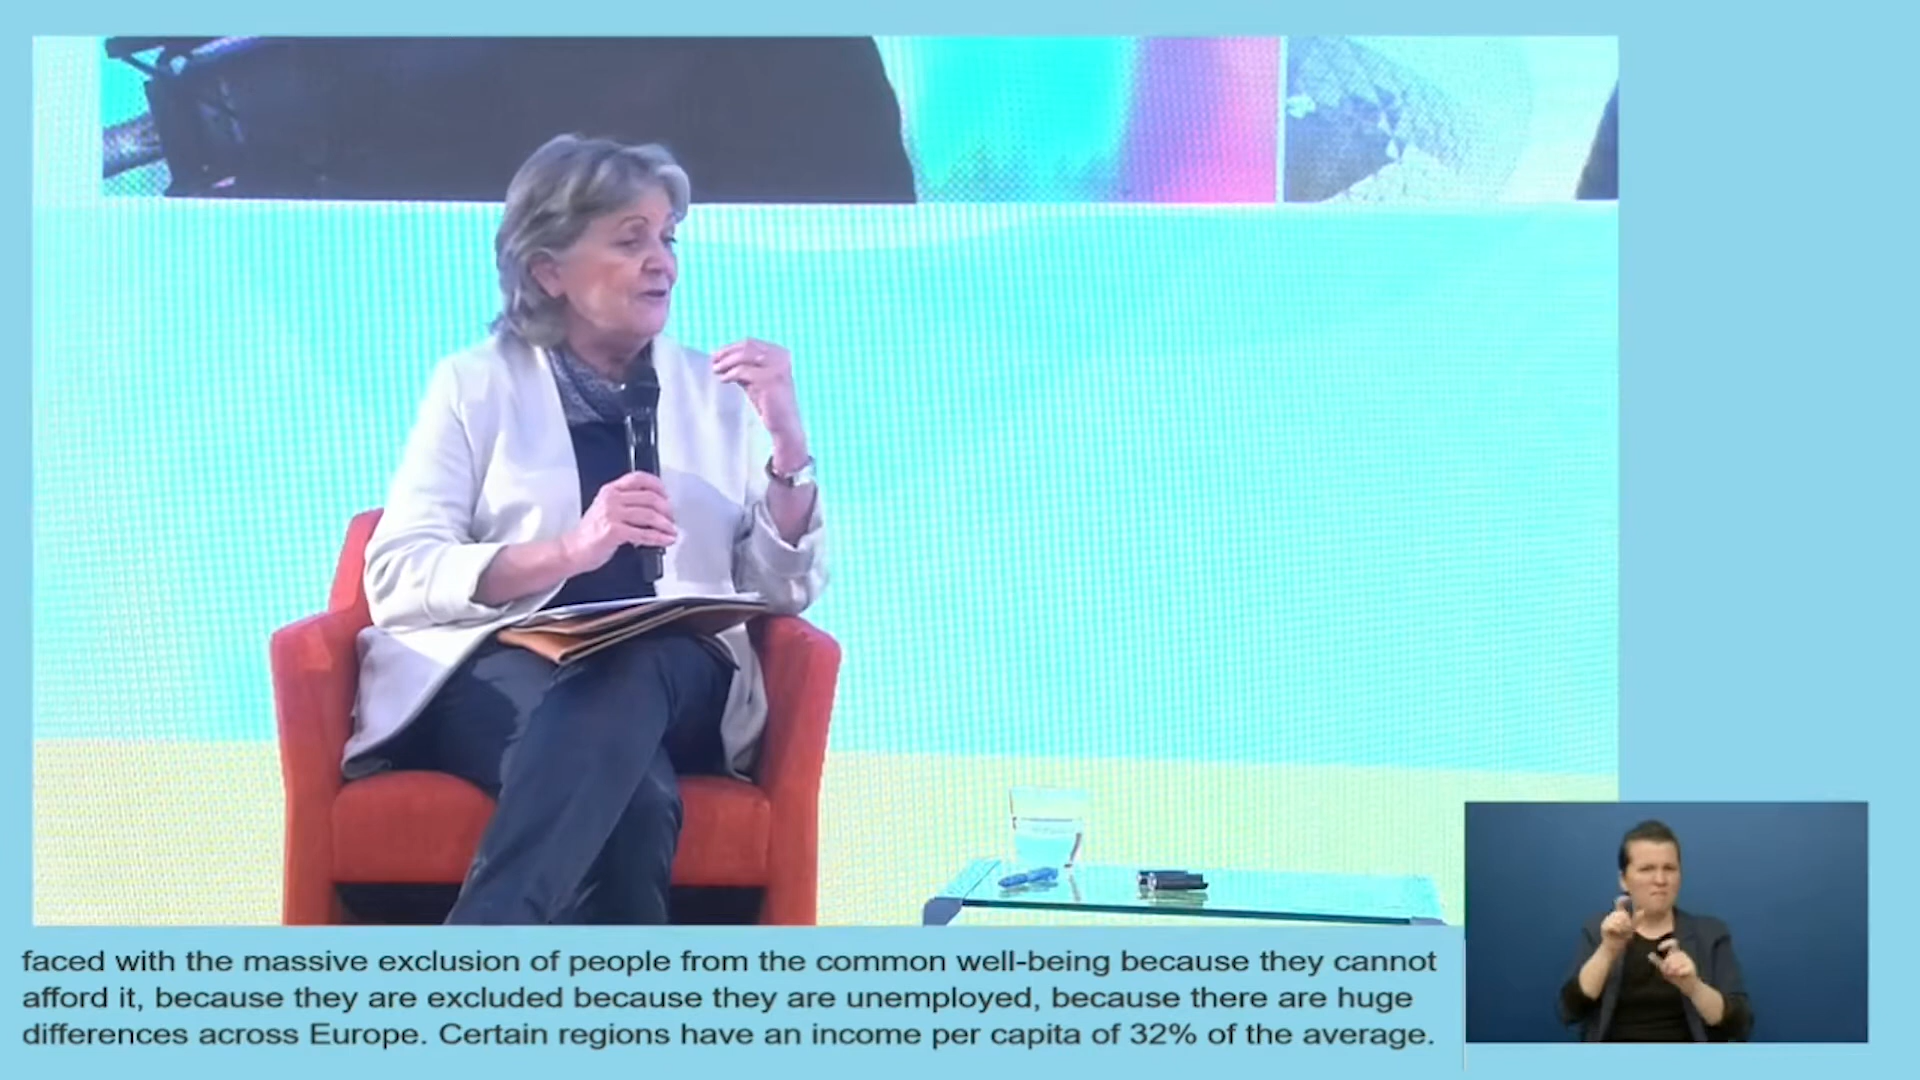 faced with the massive exclusion of people from the common well-being because they cannot
afford it, because they are excluded because they are unemployed, because there are huge
differences across Europe. Certain regions have an income per capita of 32% of the average.